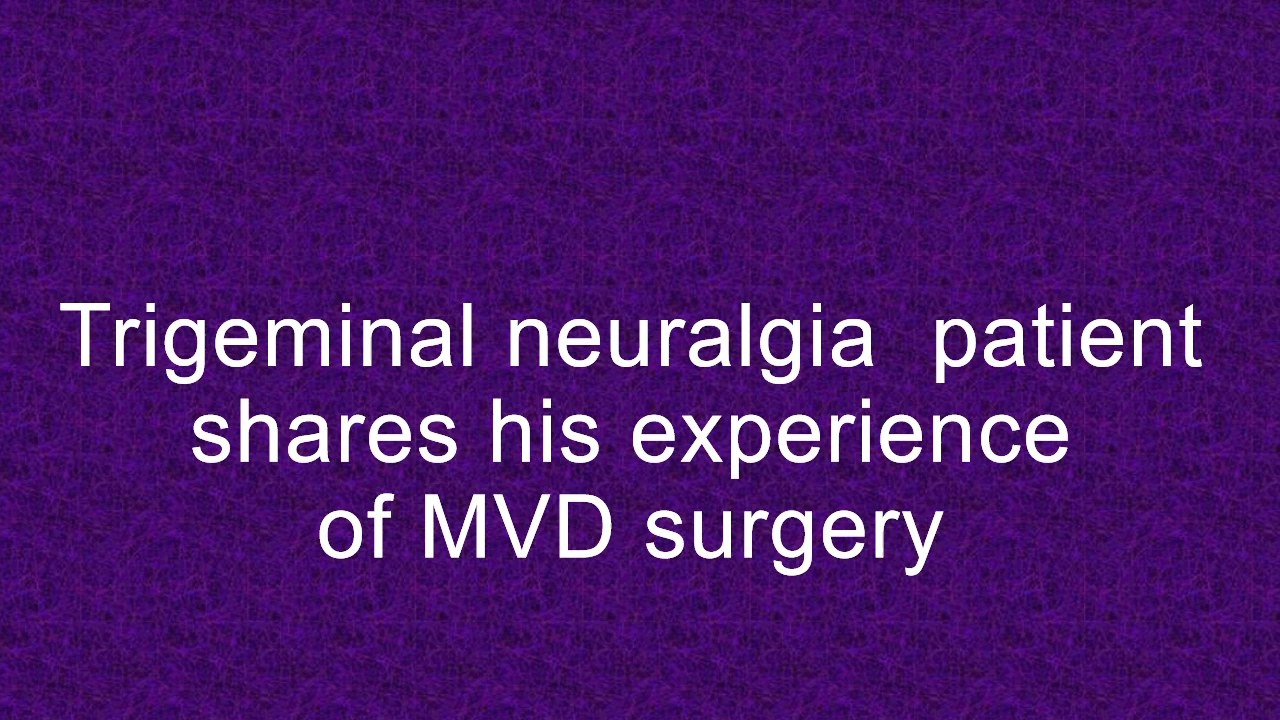 Trigeminal neuralgia  patient
shares his experience
of MVD surgery